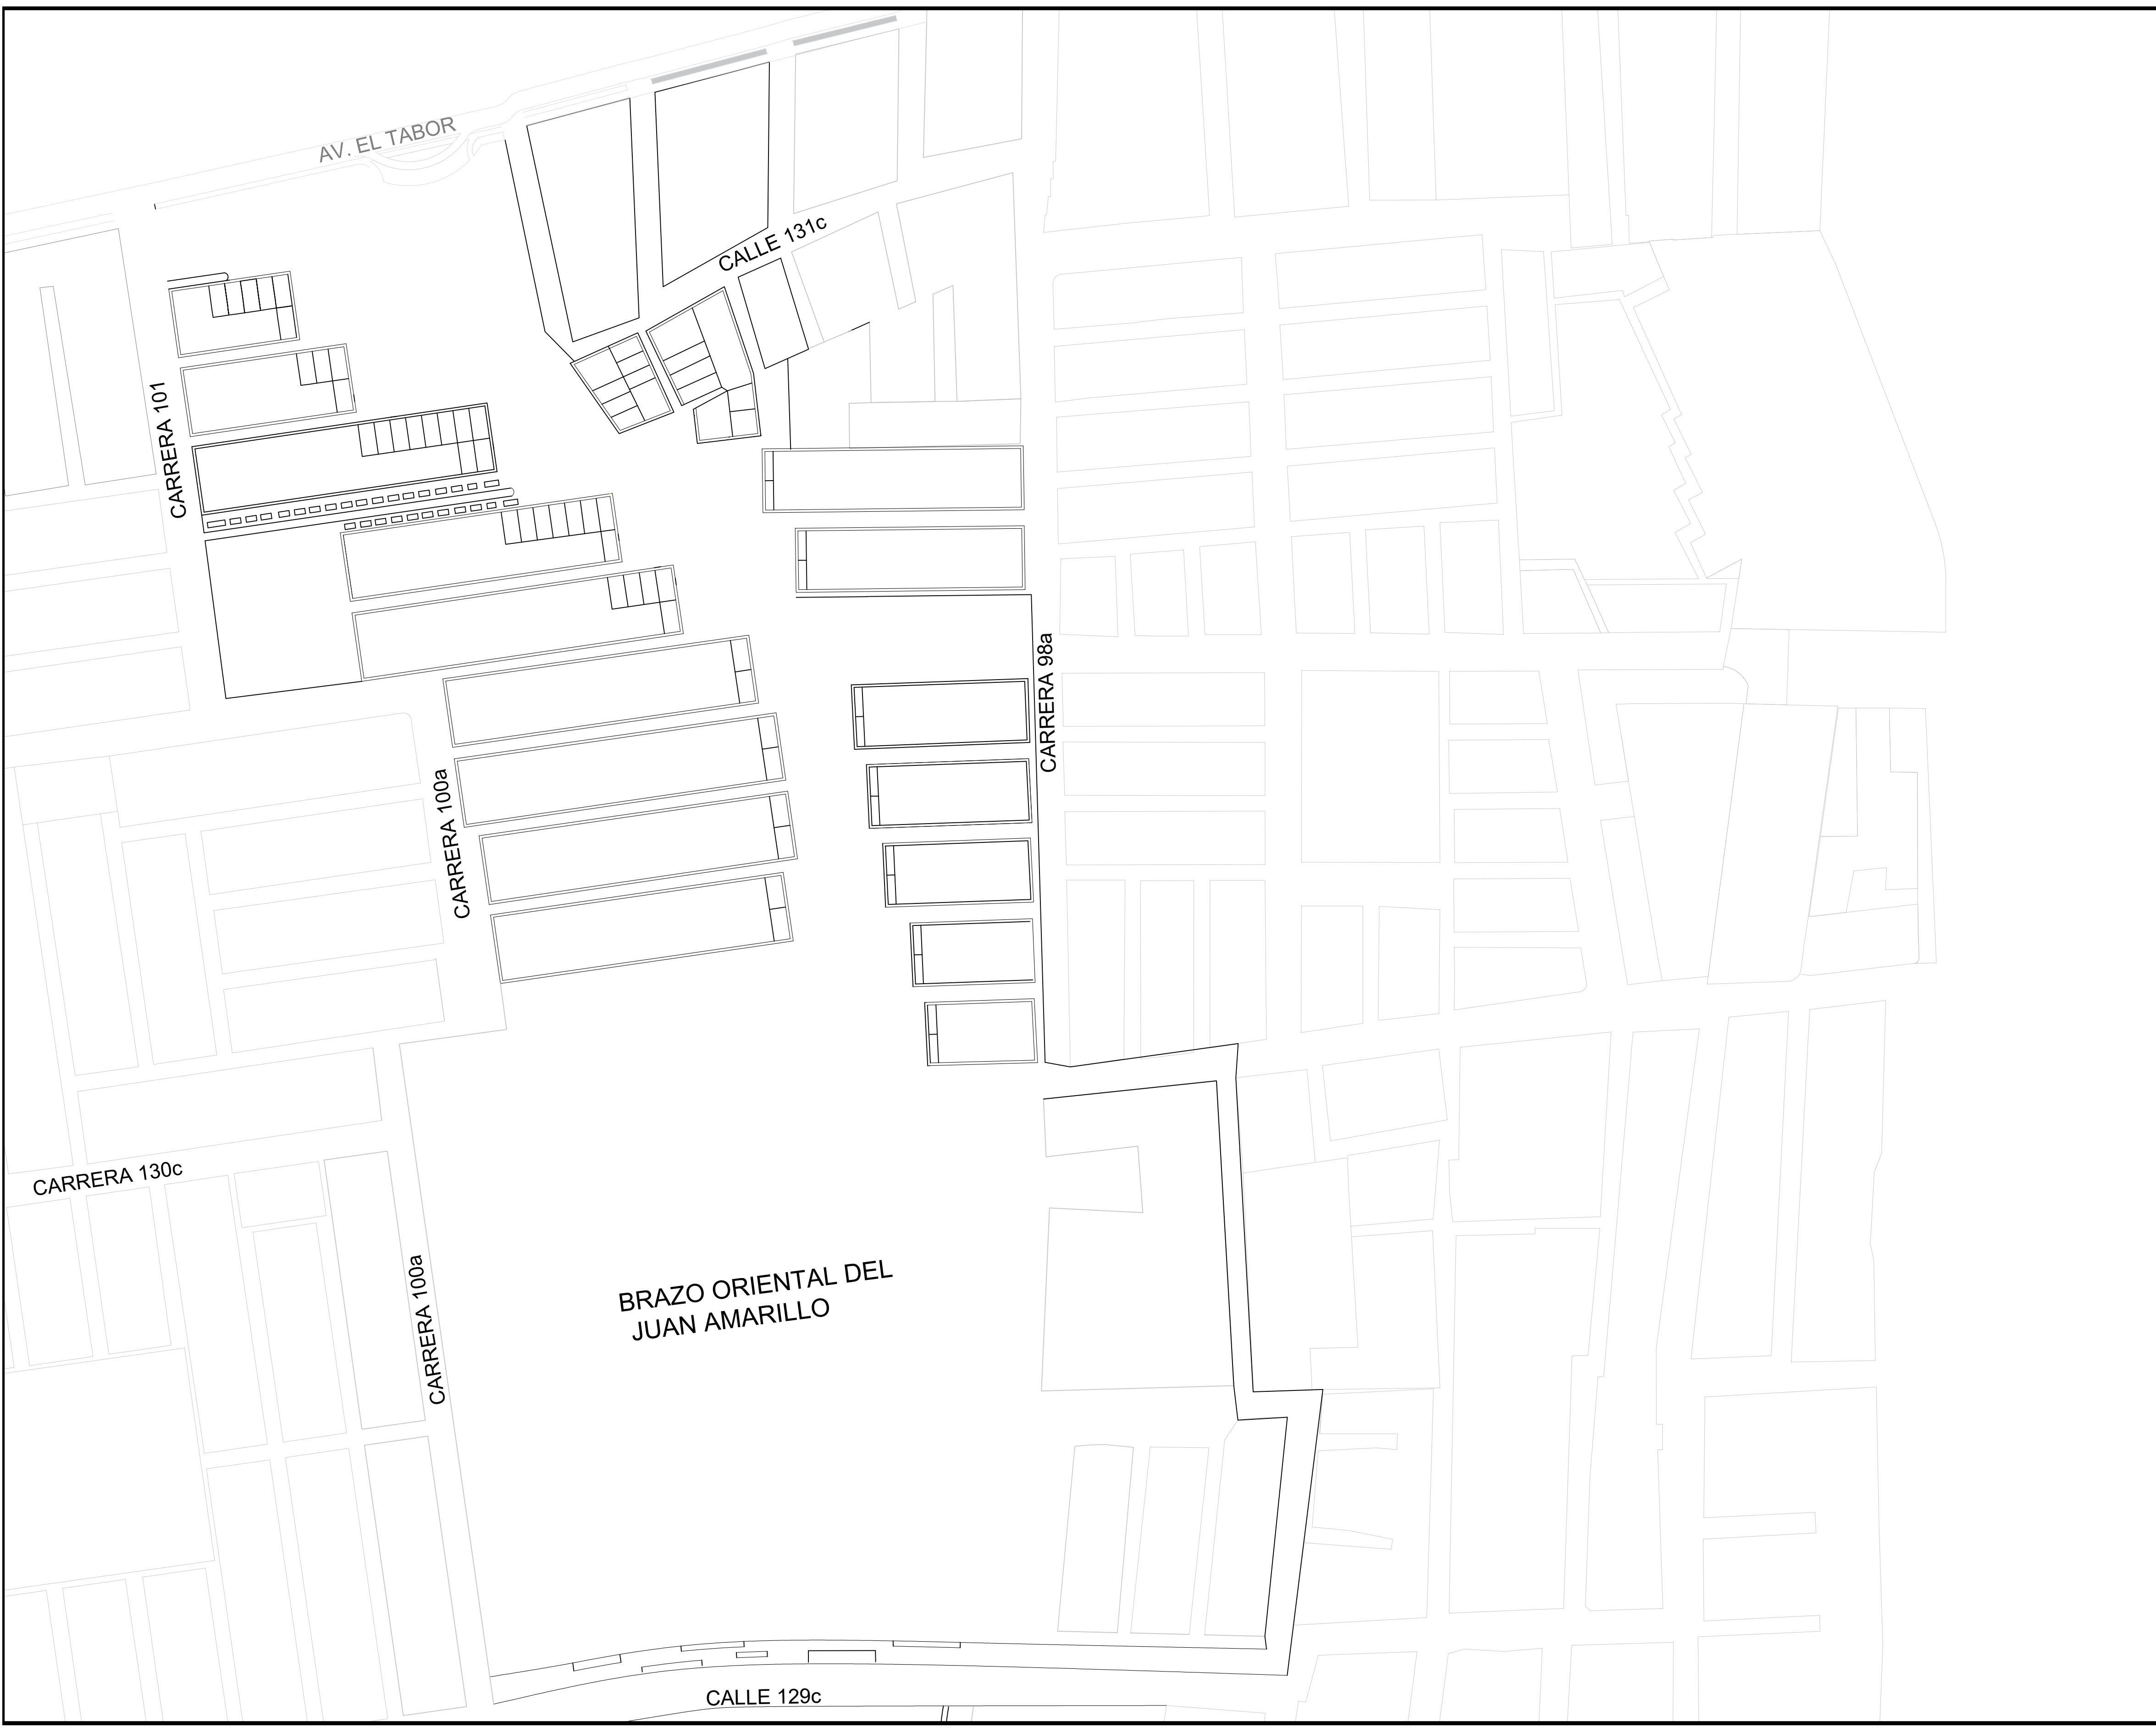 AV. EL TABOR
CALLE 131c
CARRERA 101
CARRERA 98a
CARRERA 100a
CARRERA 130c
CARRERA 100a
BRAZO ORIENTAL DEL
JUAN AMARILLO
CALLE 129c